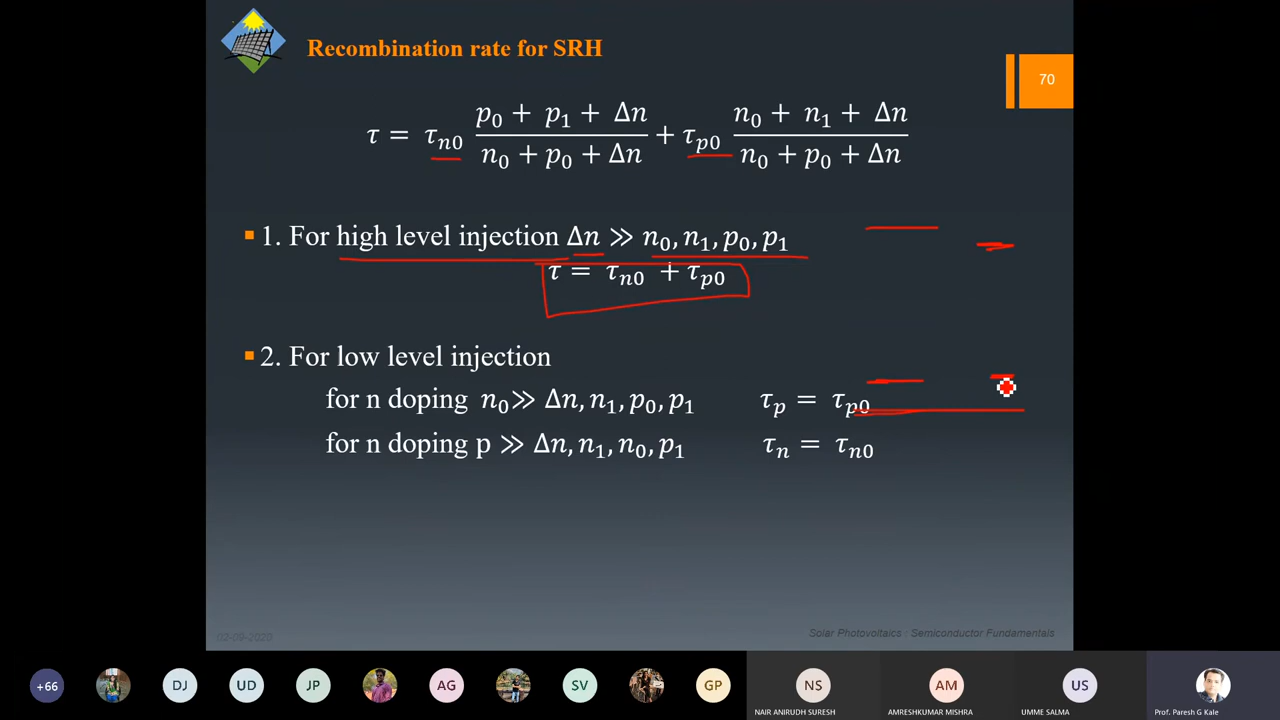 Recombination rate for SRH
70
τ = τn0 (p0 + p1 + Δn)/(n0 + p0 + Δn) + τp0 (n0 + n1 + Δn)/(n0 + p0 + Δn)
1. For high level injection Δn ≫ n0, n1, p0, p1
τ = τn0 + τp0
2. For low level injection
for n doping n0 ≫ Δn, n1, p0, p1 τp = τp0
for n doping p ≫ Δn, n1, n0, p1 τn = τn0
02-09-2020
Solar Photovoltaics : Semiconductor Fundamentals
+66
DJ
UD
JP
AG
SV
GP
NS
AM
US
NAIR ANIRUDH SURESH
AMRESHKUMAR MISHRA
UMME SALMA
Prof. Paresh G Kale